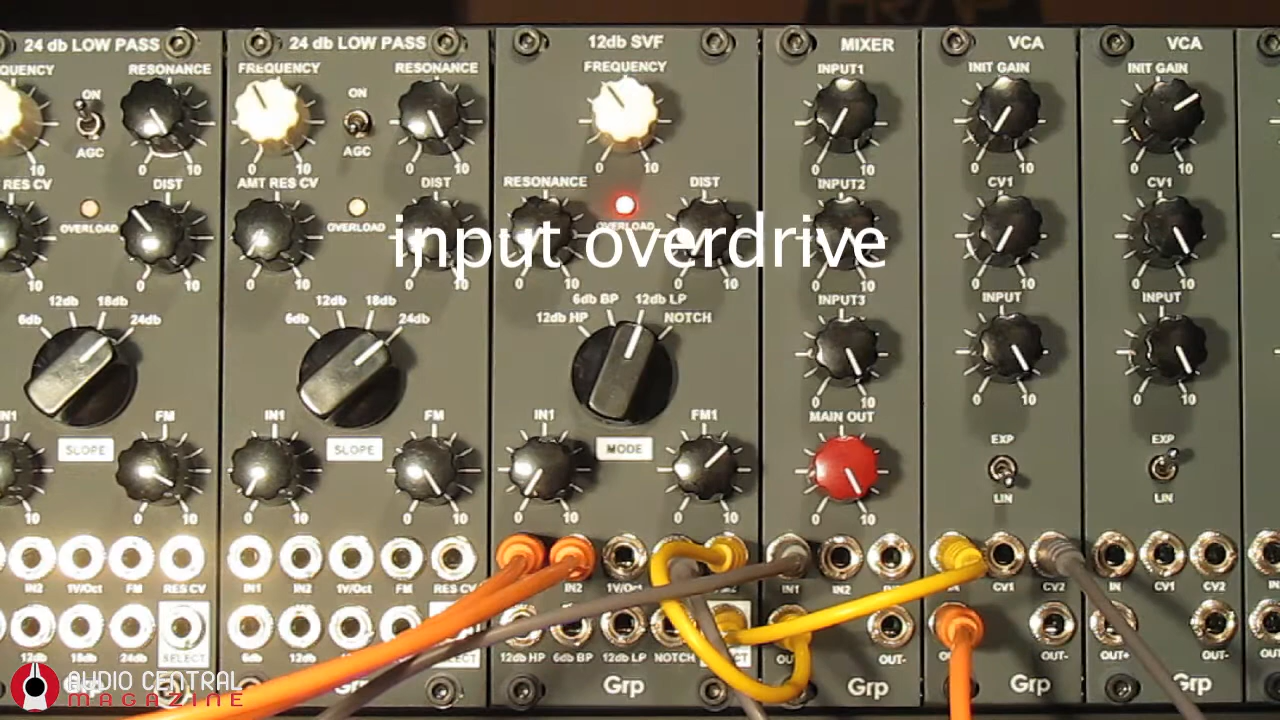 24 db LOW PASS
QUENCY
RESONANCE
ON
AGC
10
0 10
RES CV
DIST
OVERLOAD
10
0 10
6db 12db 18db 24db
SLOPE
IN1
FM
10
0 10
IN2 1V/Oct FM RES CV
12db 18db 24db SELECT
24 db LOW PASS
FREQUENCY
RESONANCE
ON
AGC
0 10
0 10
AMT RES CV
DIST
OVERLOAD
0 10
0 10
6db 12db 18db 24db
SLOPE
IN1
FM
0 10
0 10
IN1 IN2 1V/Oct FM RES CV
6db 12db
Grp
12db SVF
FREQUENCY
0 10
RESONANCE
DIST
OVERLOAD
0 10
0 10
12db HP 6db BP 12db LP NOTCH
MODE
IN1
FM1
0 10
0 10
IN2 1V/Oct
12db HP 6db BP 12db LP NOTCH
Grp
MIXER
INPUT1
0 10
INPUT2
0 10
INPUT3
0 10
MAIN OUT
0 10
IN1 IN2
OUT-
Grp
VCA
INIT GAIN
0 10
CV1
0 10
INPUT
0 10
EXP
LIN
CV1 CV2
OUT-
Grp
VCA
INIT GAIN
0 10
CV1
0 10
INPUT
0 10
EXP
LIN
IN CV1 CV2
OUT+ OUT-
Grp
input overdrive
AUDIO CENTRAL
MAGAZINE